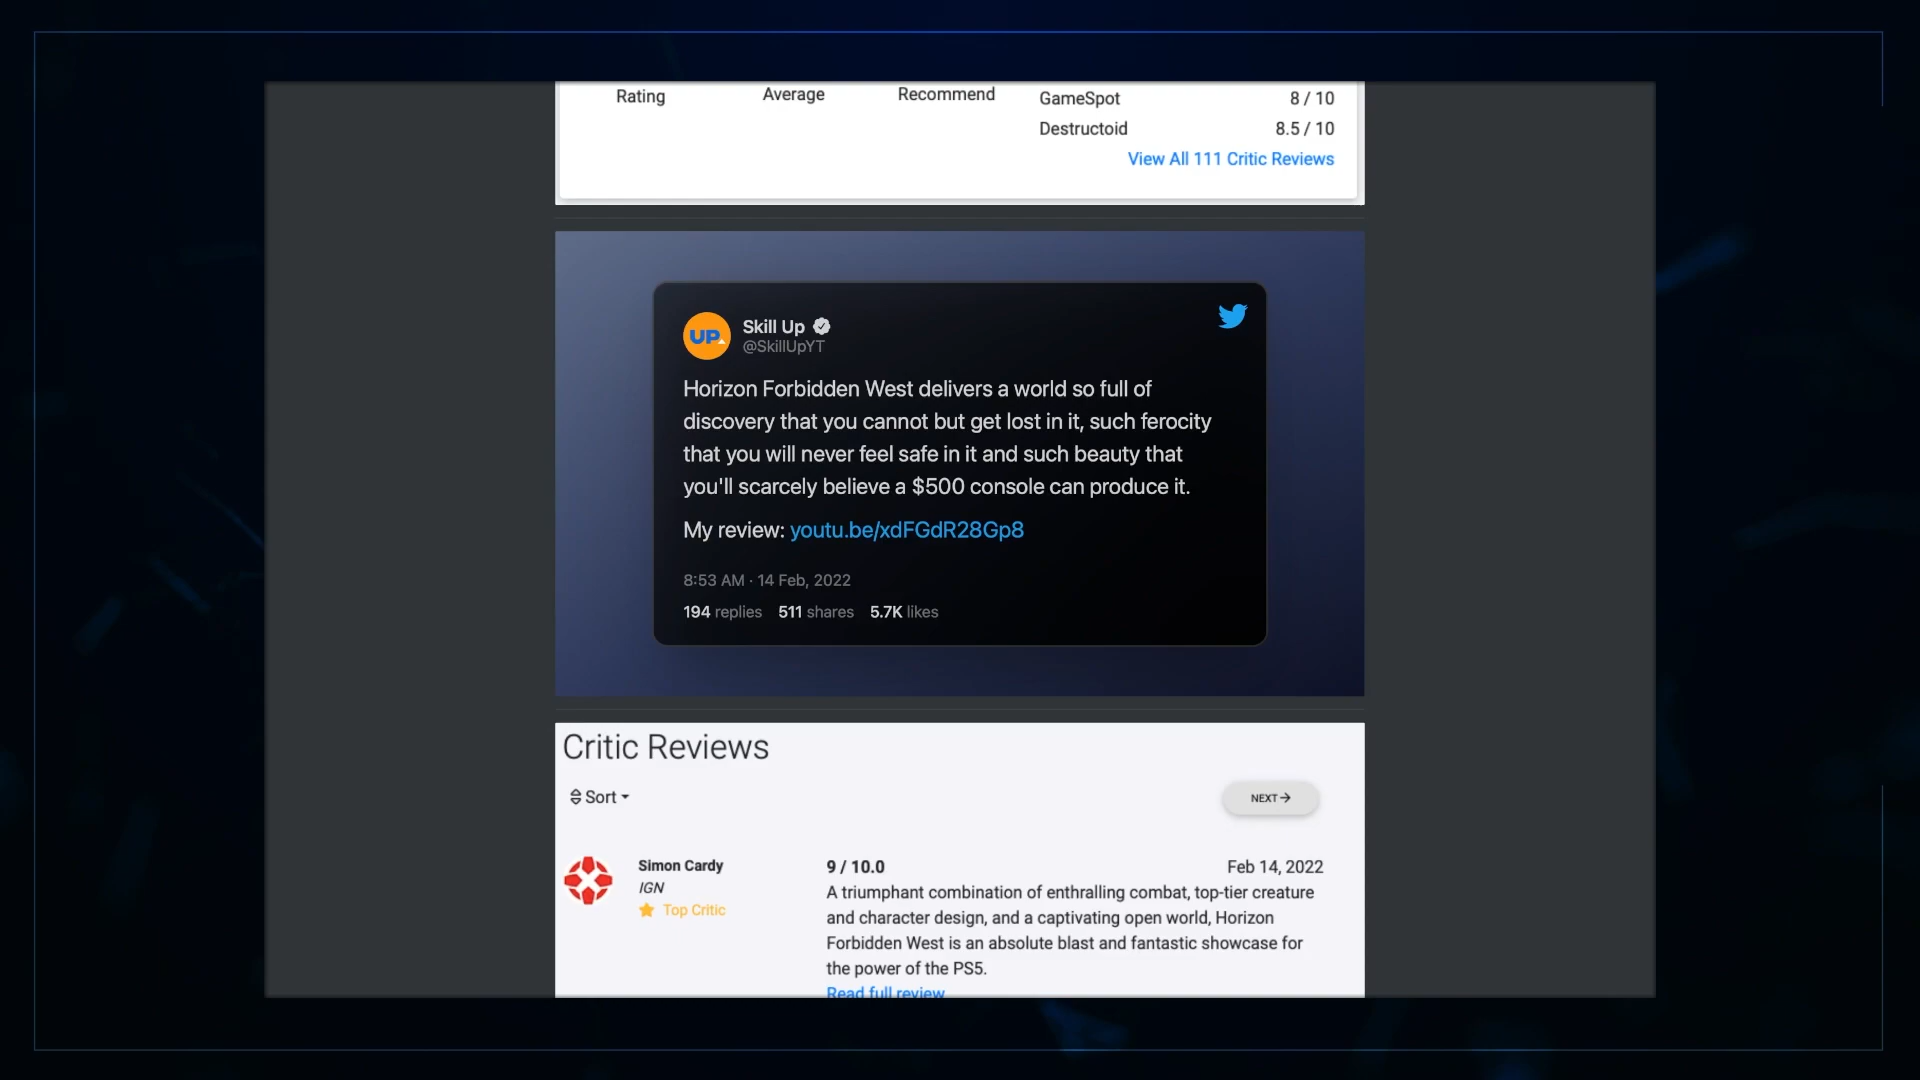 Rating Average Recommend GameSpot 8 / 10
Destructoid 8.5 / 10
View All 111 Critic Reviews
UP
Skill Up
@SkillUpYT
Horizon Forbidden West delivers a world so full of
discovery that you cannot but get lost in it, such ferocity
that you will never feel safe in it and such beauty that
you'll scarcely believe a $500 console can produce it.
My review: youtu.be/xdFGdR28Gp8
8:53 AM · 14 Feb, 2022
194 replies 511 shares 5.7K likes
Critic Reviews
Sort
NEXT
Simon Cardy 9 / 10.0 Feb 14, 2022
IGN
Top Critic
A triumphant combination of enthralling combat, top-tier creature
and character design, and a captivating open world, Horizon
Forbidden West is an absolute blast and fantastic showcase for
the power of the PS5.
Read full review